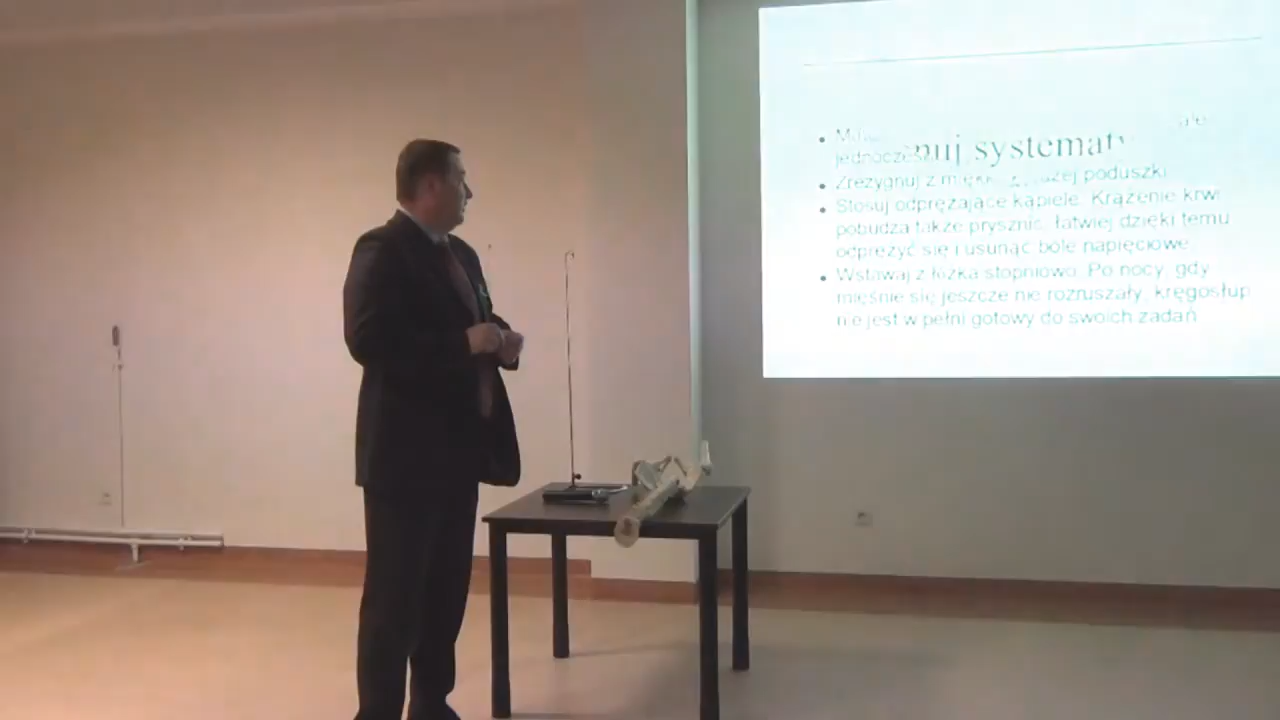 jednocześnie
nuj systematy
Zrezygnuj z poduszki
Stosuj odprężające kąpiele. Krążenie krwi
pobudza także prysznic, łatwiej dzięki temu
odprężyć się i usunąć bóle napięciowe.
Wstawaj z łóżka stopniowo. Po nocy, gdy
mięśnie się jeszcze nie rozruszały, kręgosłup
nie jest w pełni gotowy do swoich zadań